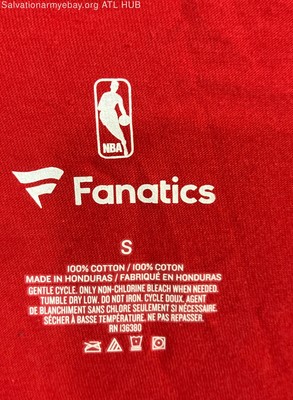 Salvationarmyebay.org ATL HUB
NBA
Fanatics
S
100% COTTON / 100% COTON
MADE IN HONDURAS / FABRIQUÉ EN HONDURAS
GENTLE CYCLE. ONLY NON-CHLORINE BLEACH WHEN NEEDED.
TUMBLE DRY LOW. DO NOT IRON. CYCLE DOUX. AGENT
DE BLANCHIMENT SANS CHLORE SEULEMENT SI NÉCESSAIRE.
SÉCHER À BASSE TEMPÉRATURE. NE PAS REPASSER.
RN 136380